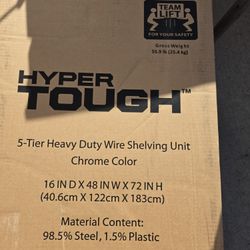 TEAM
LIFT
FOR YOUR SAFETY
Gross Weight
55.9 lb (25.4 kg)
HYPER
TOUGH™
5-Tier Heavy Duty Wire Shelving Unit
Chrome Color
16 IN D X 48 IN W X 72 IN H
(40.6cm X 122cm X 183cm)
Material Content:
98.5% Steel, 1.5% Plastic